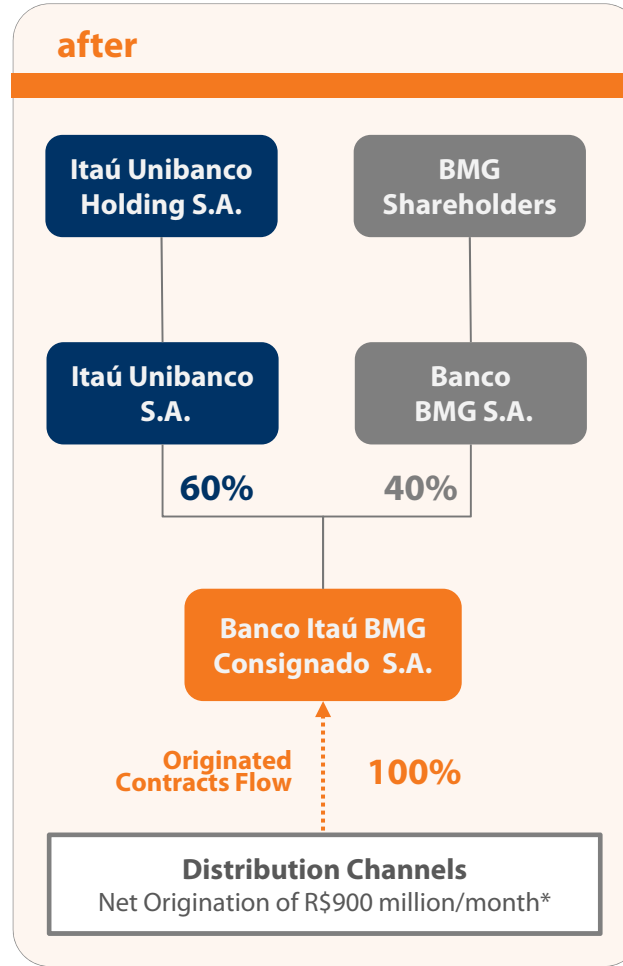 after
Itaú Unibanco
Holding S.A.
BMG
Shareholders
Itaú Unibanco
S.A.
Banco
BMG S.A.
60%
40%
Banco Itaú BMG
Consignado S.A.
Originated
Contracts Flow
100%
Distribution Channels
Net Origination of R$900 million/month*